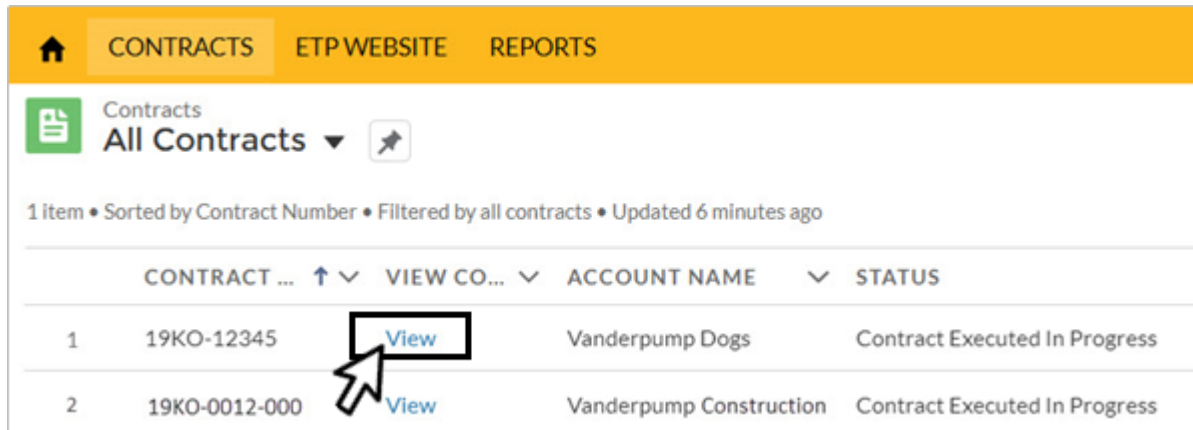 CONTRACTS ETP WEBSITE REPORTS
Contracts
All Contracts
1 item • Sorted by Contract Number • Filtered by all contracts • Updated 6 minutes ago
CONTRACT ... VIEW CO... ACCOUNT NAME STATUS
1 19KO-12345 View Vanderpump Dogs Contract Executed In Progress
2 19KO-0012-000 View Vanderpump Construction Contract Executed In Progress